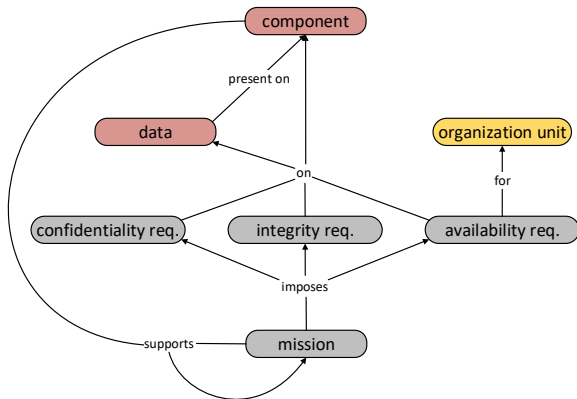 component
present on
data
organization unit
on
for
confidentiality req.
integrity req.
availability req.
imposes
supports
mission